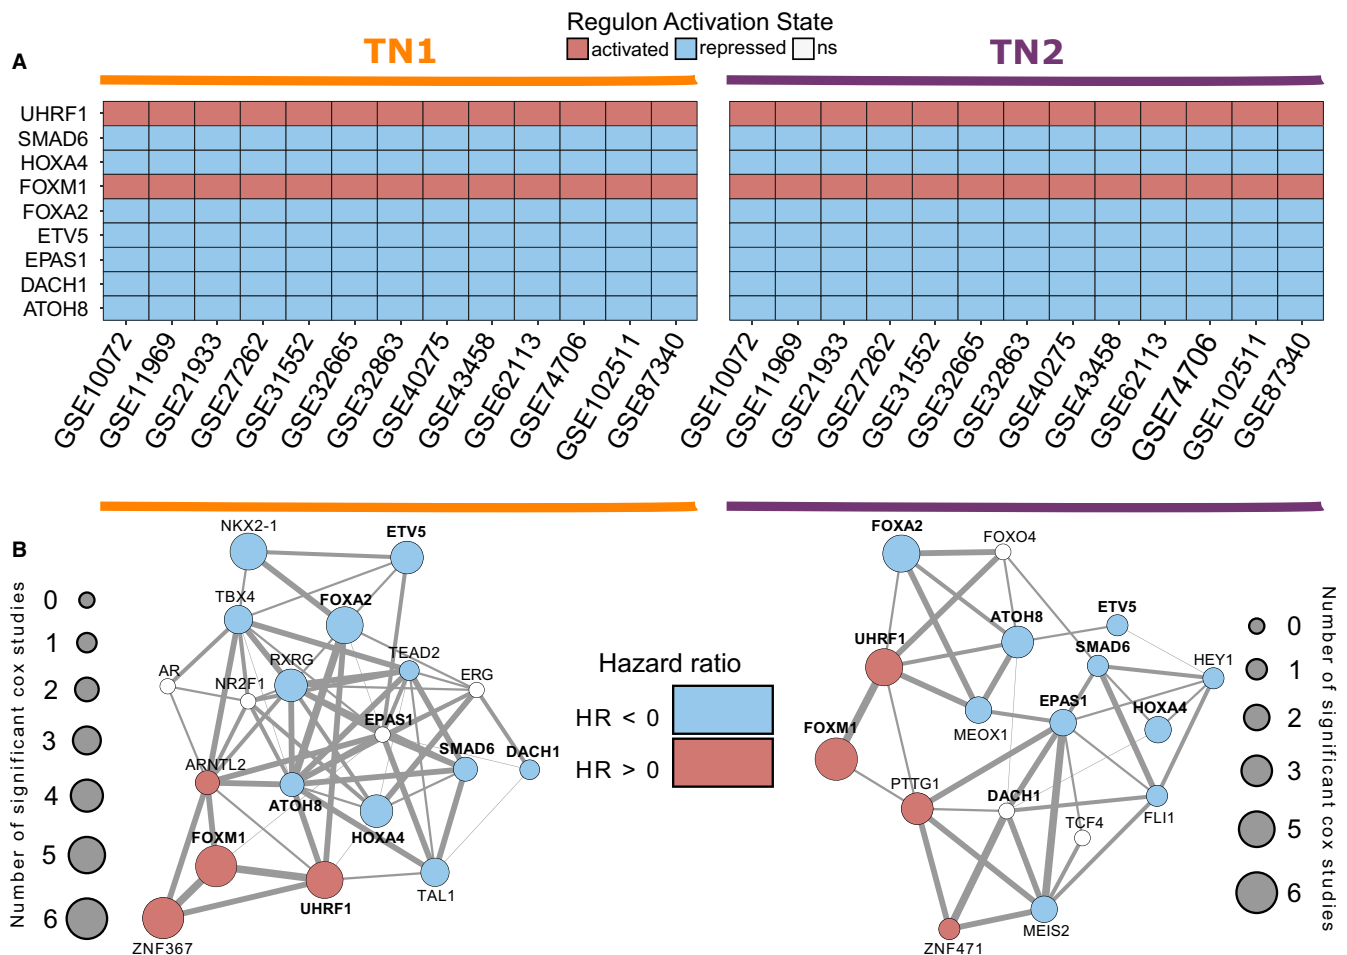 Regulon Activation State
activated repressed ns
TN1
TN2
A
UHRF1
SMAD6
HOXA4
FOXM1
FOXA2
ETV5
EPAS1
DACH1
ATOH8
GSE10072
GSE11969
GSE21933
GSE27262
GSE31552
GSE32665
GSE32863
GSE40275
GSE43458
GSE62113
GSE74706
GSE102511
GSE87340
GSE10072
GSE11969
GSE21933
GSE27262
GSE31552
GSE32665
GSE32863
GSE40275
GSE43458
GSE62113
GSE74706
GSE102511
GSE87340
B
Number of significant cox studies
0
1
2
3
4
5
6
NKX2-1
ETV5
TBX4
FOXA2
RXRG
TEAD2
AR
NR2F1
ERG
EPAS1
SMAD6
DACH1
ARNTL2
ATOH8
HOXA4
FOXM1
UHRF1
TAL1
ZNF367
Hazard ratio
HR < 0
HR > 0
FOXA2
FOXO4
ATOH8
ETV5
UHRF1
SMAD6
HEY1
EPAS1
HOXA4
FOXM1
MEOX1
PTTG1
DACH1
TCF4
FLI1
ZNF471
MEIS2
0
1
2
3
5
6
Number of significant cox studies